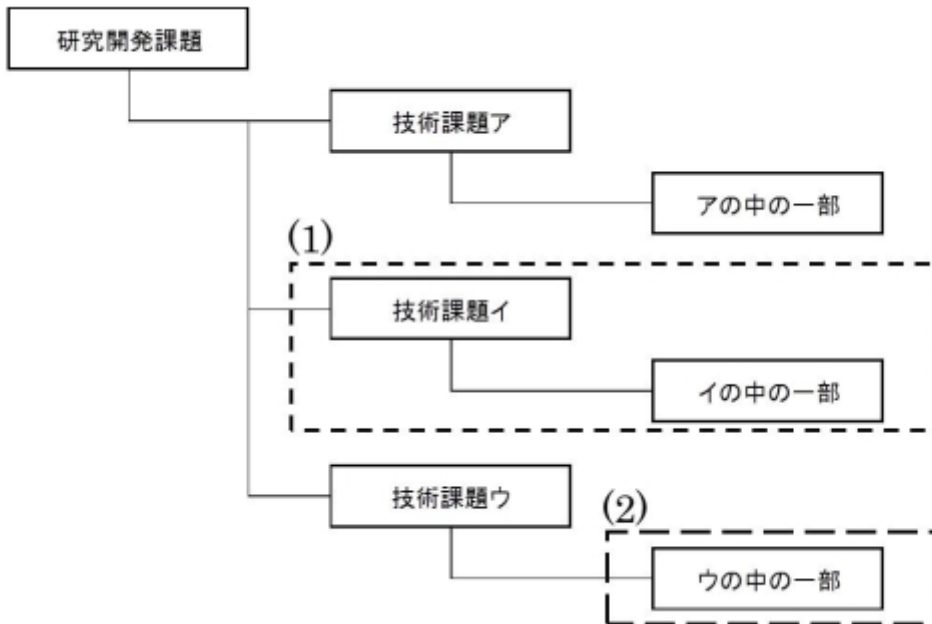 研究開発課題
技術課題ア
アの中の一部
(1)
技術課題イ
イの中の一部
技術課題ウ
(2)
ウの中の一部